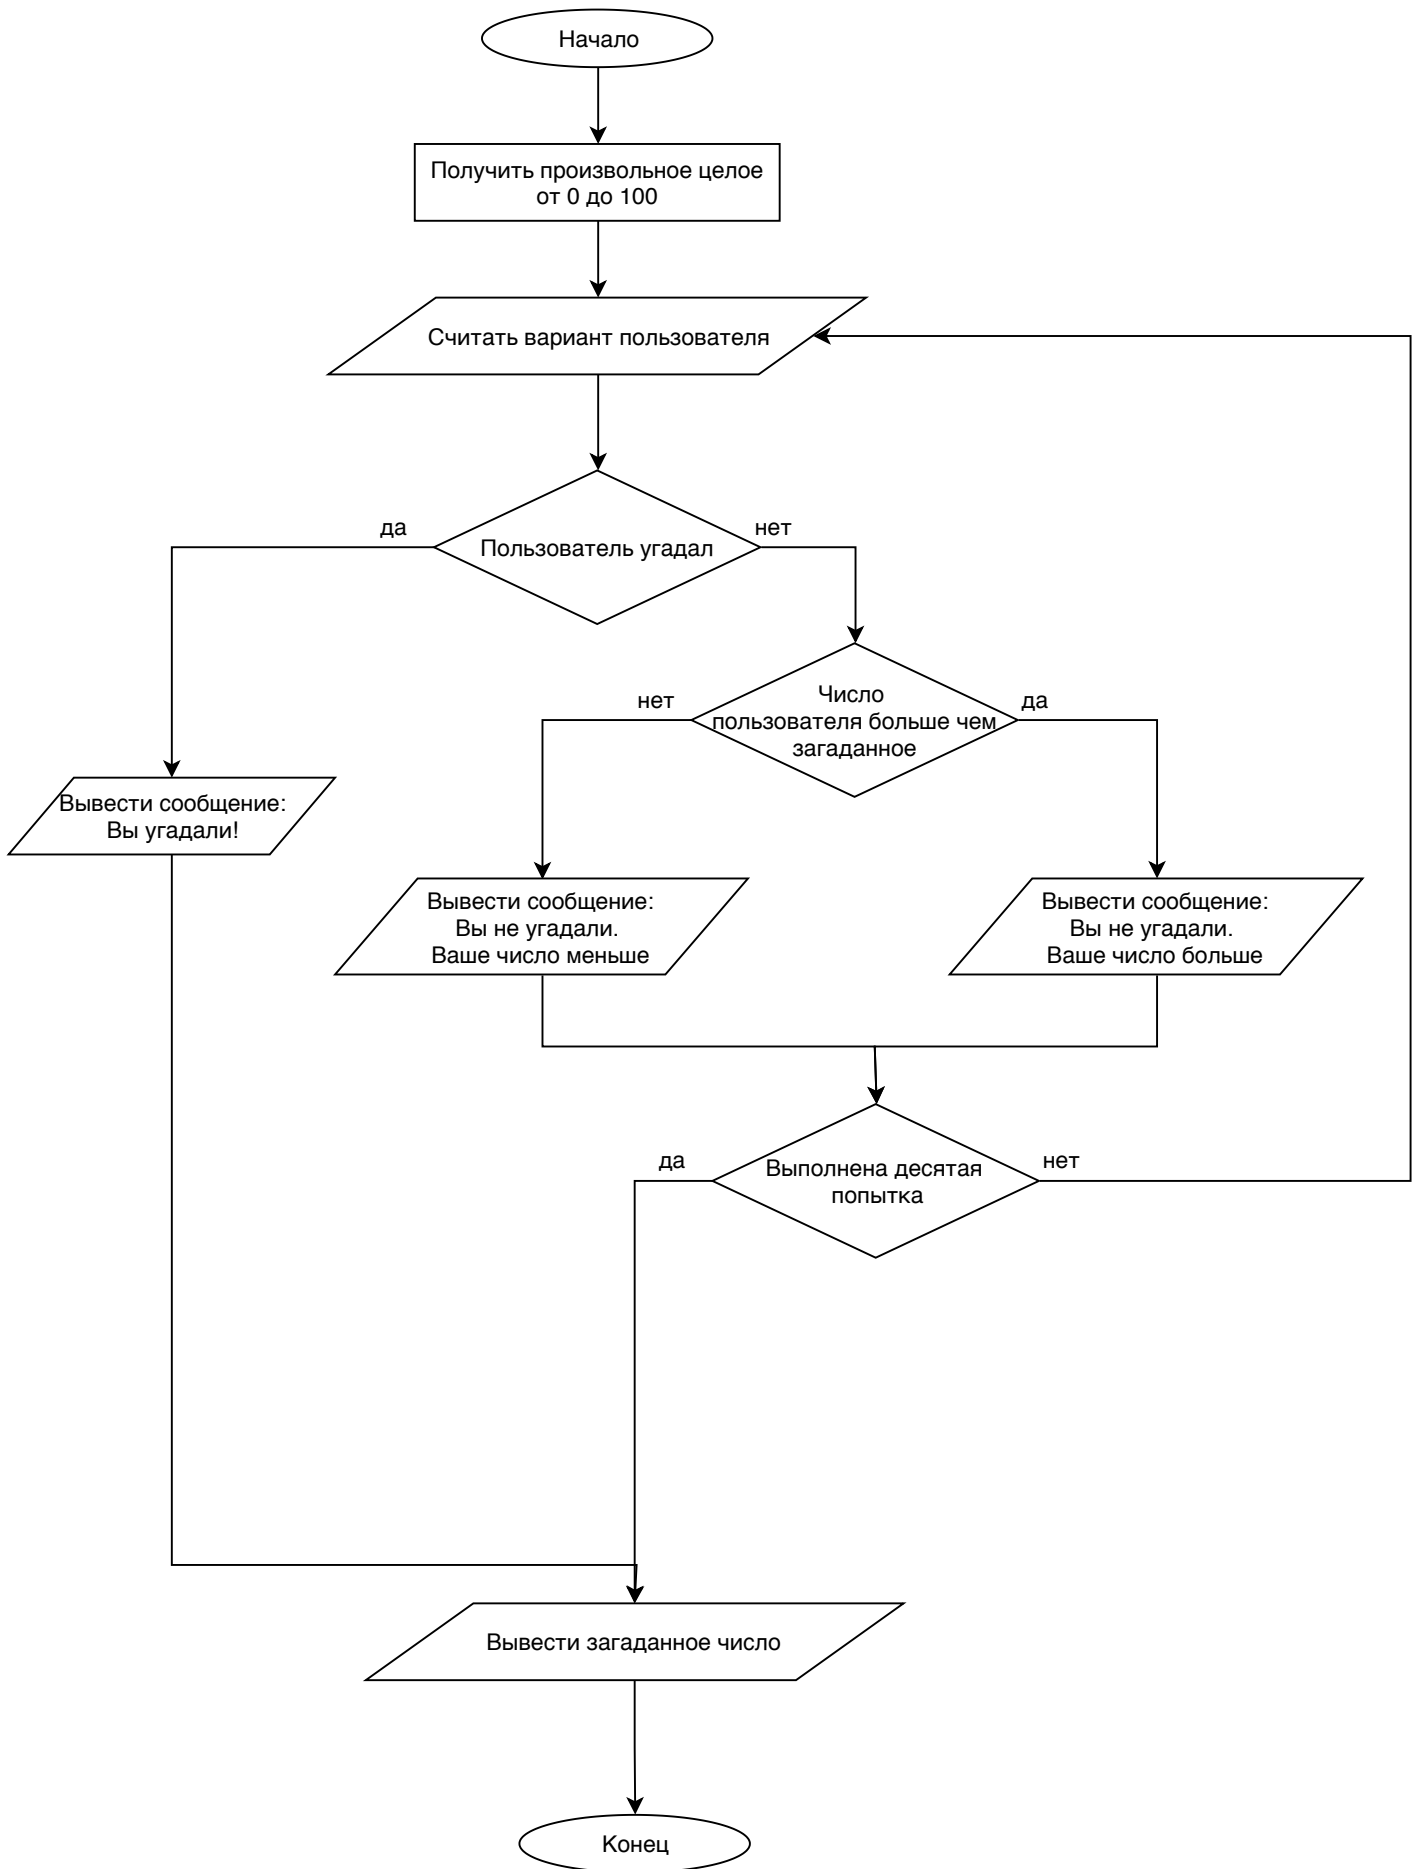 Начало
Получить произвольное целое
от 0 до 100
Считать вариант пользователя
да
нет
Пользователь угадал
нет
Число
да
пользователя больше чем
загаданное
Вывести сообщение:
Вы угадали!
Вывести сообщение:
Вы не угадали.
Ваше число меньше
Вывести сообщение:
Вы не угадали.
Ваше число больше
да
Выполнена десятая
нет
попытка
Вывести загаданное число
Конец